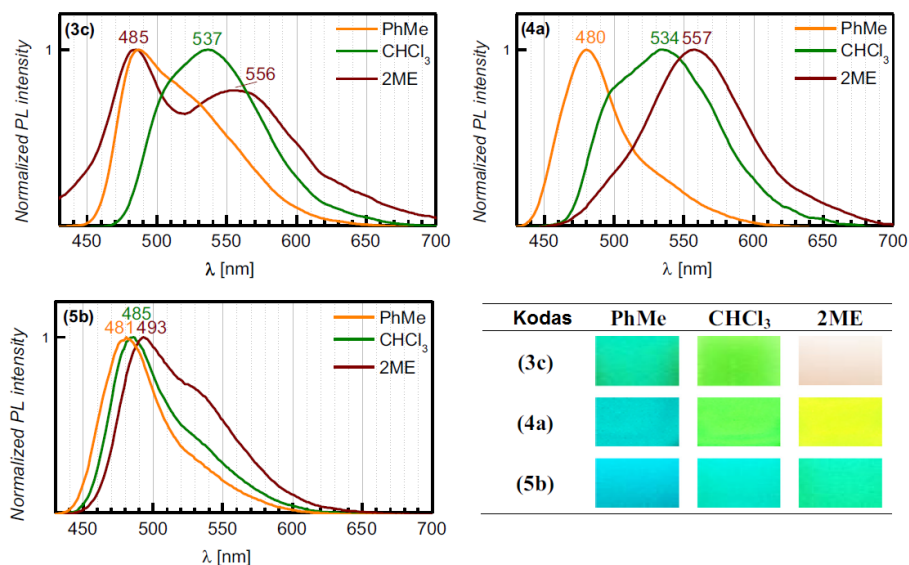 (3c)
485
537
556
PhMe
CHCl₃
2ME
1
Normalized PL intensity
450 500 550 600 650 700
λ [nm]
(4a)
480
534 557
PhMe
CHCl₃
2ME
1
Normalized PL intensity
450 500 550 600 650 700
λ [nm]
(5b)
485
481 493
PhMe
CHCl₃
2ME
1
Normalized PL intensity
450 500 550 600 650 700
λ [nm]
Kodas PhMe CHCl₃ 2ME
(3c)
(4a)
(5b)